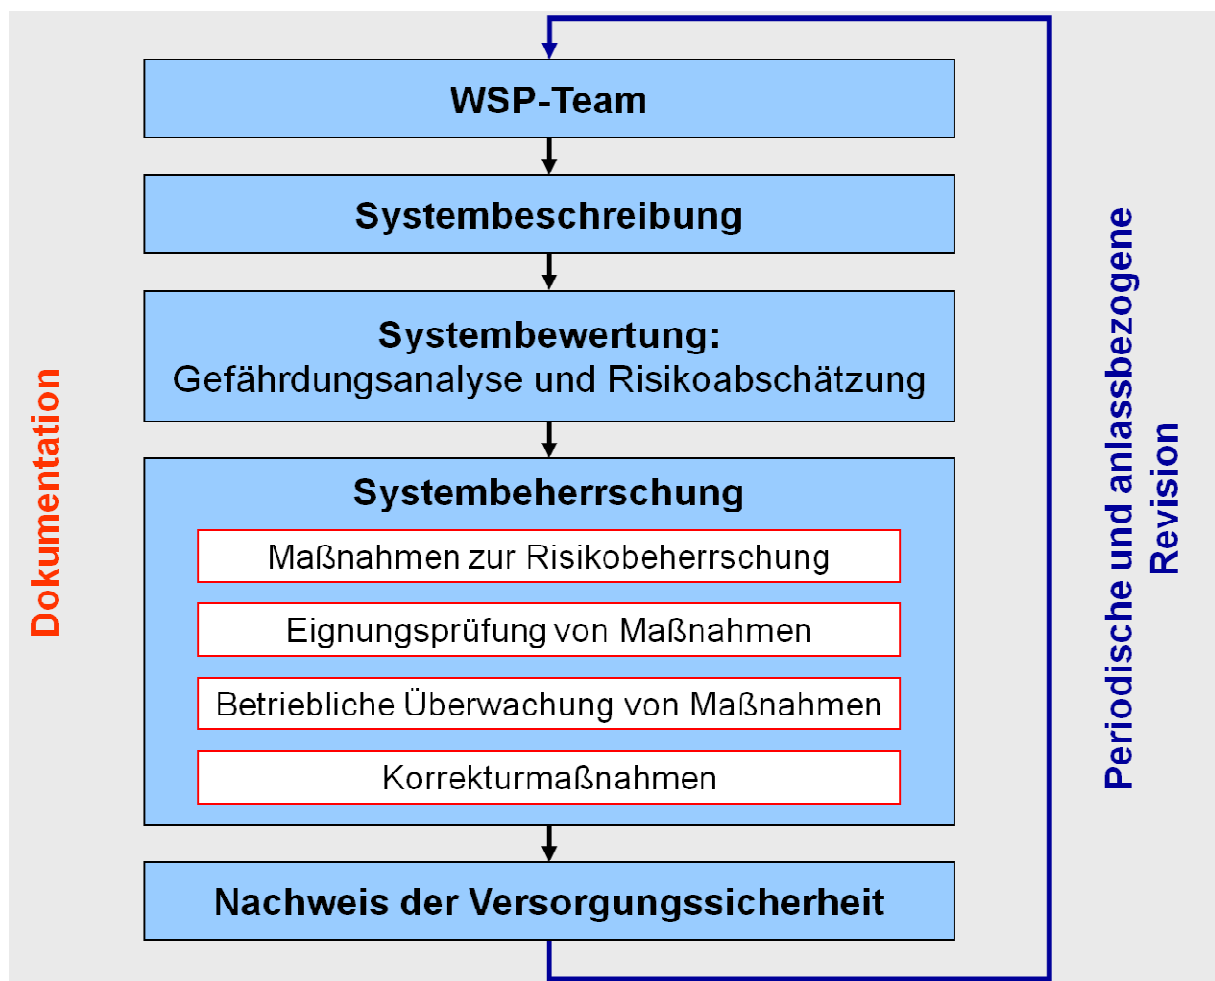 WSP-Team
Systembeschreibung
Systembewertung:
Gefährdungsanalyse und Risikoabschätzung
Systembeherrschung
Maßnahmen zur Risikobeherrschung
Eignungsprüfung von Maßnahmen
Betriebliche Überwachung von Maßnahmen
Korrekturmaßnahmen
Nachweis der Versorgungssicherheit
Dokumentation
Periodische und anlassbezogene
Revision